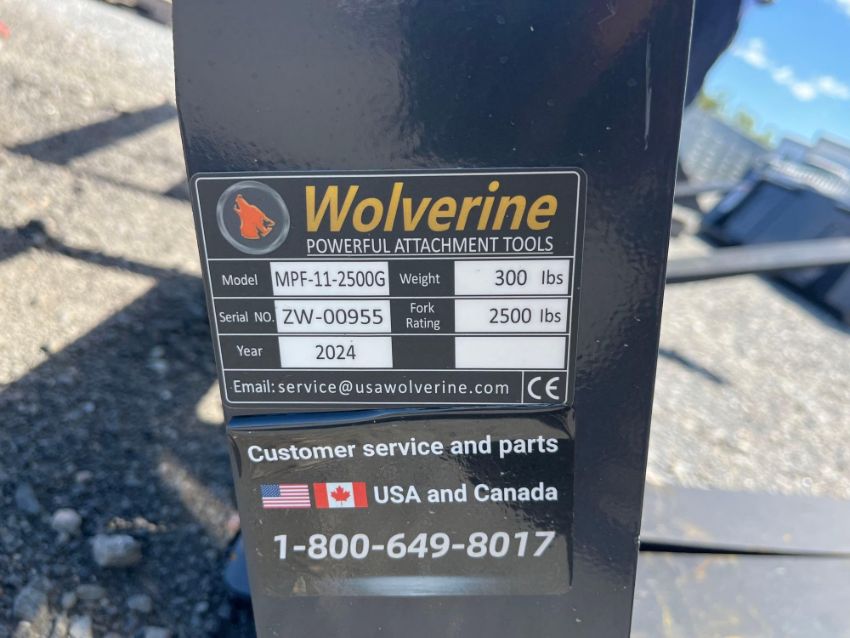 Wolverine
POWERFUL ATTACHMENT TOOLS
Model MPF-11-2500G Weight 300 lbs
Serial NO. ZW-00955 Fork Rating 2500 lbs
Year 2024
Email: service@usawolverine.com CE
Customer service and parts
USA and Canada
1-800-649-8017